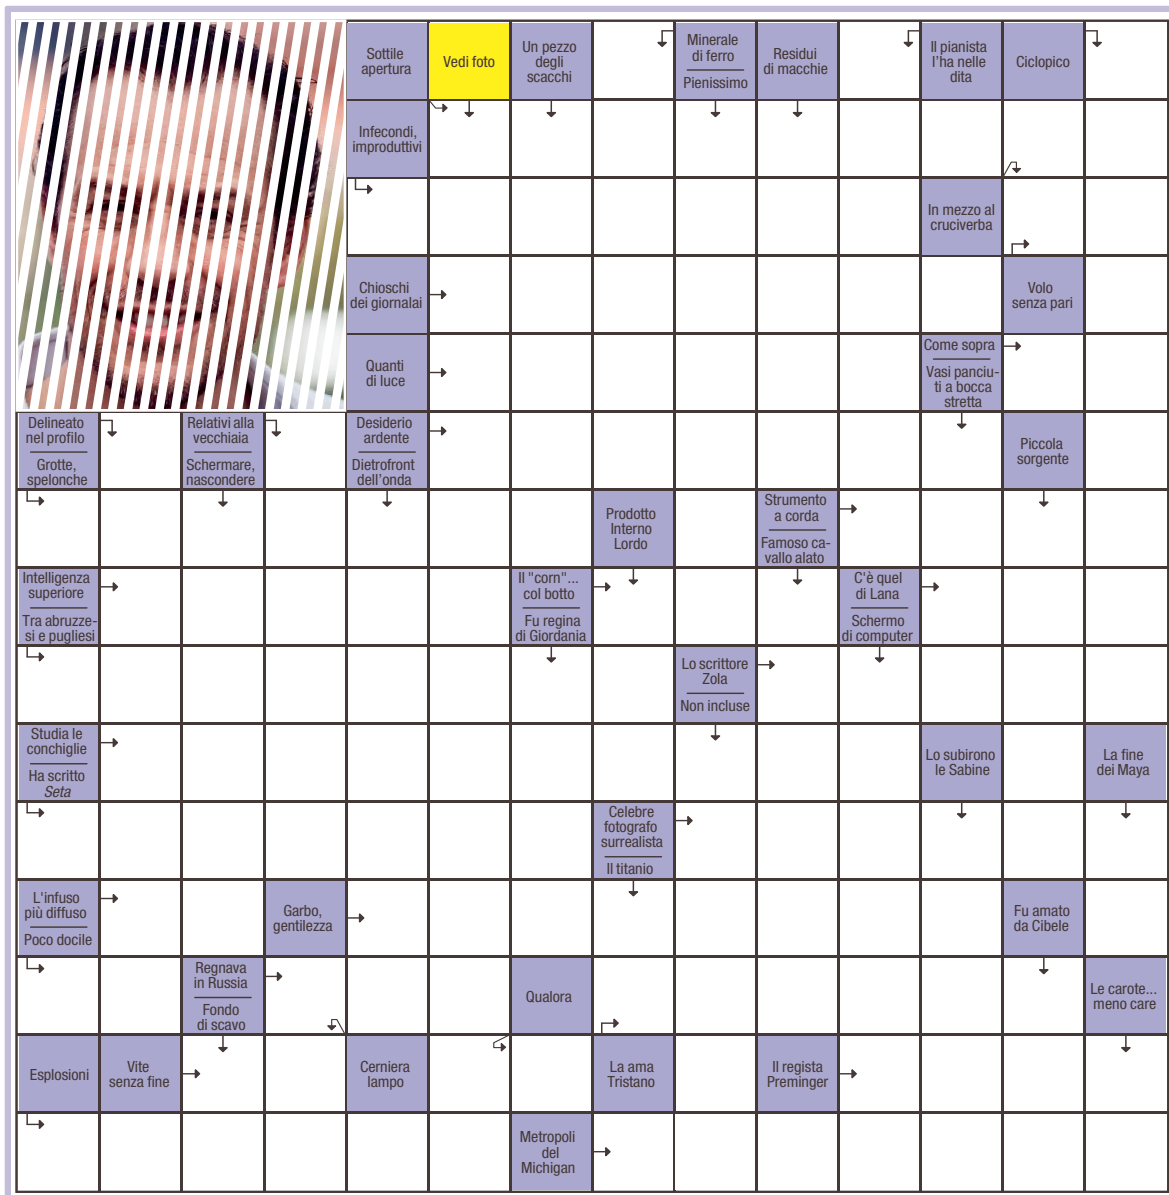 Sottile
apertura
Vedi foto
Un pezzo
degli
scacchi
Minerale
di ferro
Pienissimo
Residui
di macchie
Il pianista
l'ha nelle
dita
Ciclopico
Infecondi,
improduttivi
In mezzo al
cruciverba
Chioschi
dei giornalai
Volo
senza pari
Quanti
di luce
Come sopra
Vasi panciu-
ti a bocca
stretta
Delineato
nel profilo
Grotte,
spelonche
Relativi alla
vecchiaia
Schermare,
nascondere
Desiderio
ardente
Dietrofront
dell'onda
Piccola
sorgente
Prodotto
Interno
Lordo
Strumento
a corda
Famoso ca-
vallo alato
Intelligenza
superiore
Tra abruzze-
si e pugliesi
Il "corn"...
col botto
Fu regina
di Giordania
C'è quel
di Lana
Schermo
di computer
Lo scrittore
Zola
Non incluse
Studia le
conchiglie
Ha scritto
Seta
Lo subirono
le Sabine
La fine
dei Maya
Celebre
fotografo
surrealista
Il titanio
L'infuso
più diffuso
Poco docile
Garbo,
gentilezza
Fu amato
da Cibele
Regnava
in Russia
Fondo
di scavo
Qualora
Le carote...
meno care
Esplosioni
Vite
senza fine
Cerniera
lampo
La ama
Tristano
Il regista
Preminger
Metropoli
del
Michigan